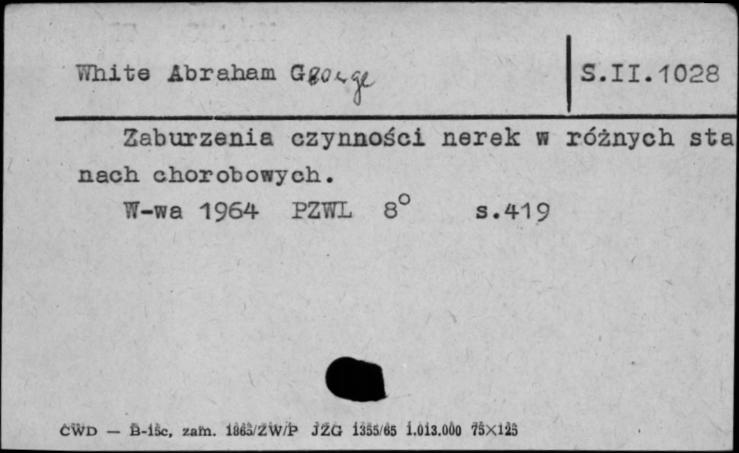 White Abraham George
S.II.1028
Zaburzenia czynności nerek w różnych sta
nach chorobowych.
W-wa 1964 PZWL 8° s.419
CWD — B-15c, zam. 1863/ZW/P JZG 1355/65 1.013.000 75×125